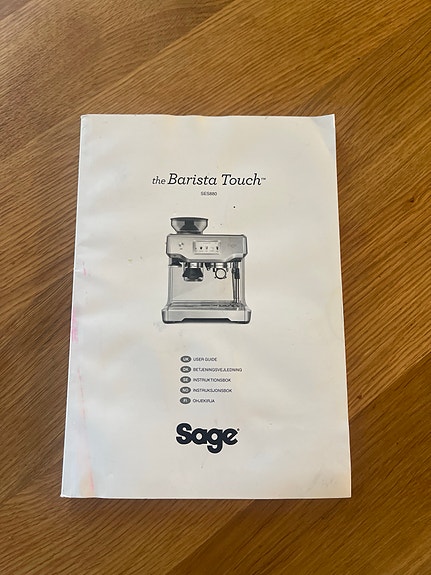 the Barista Touch™
SES880
UK USER GUIDE
DK BETJENINGSVEJLEDNING
SE INSTRUKTIONSBOK
NO INSTRUKSJONSBOK
FI OHJEKIRJA
Sage®